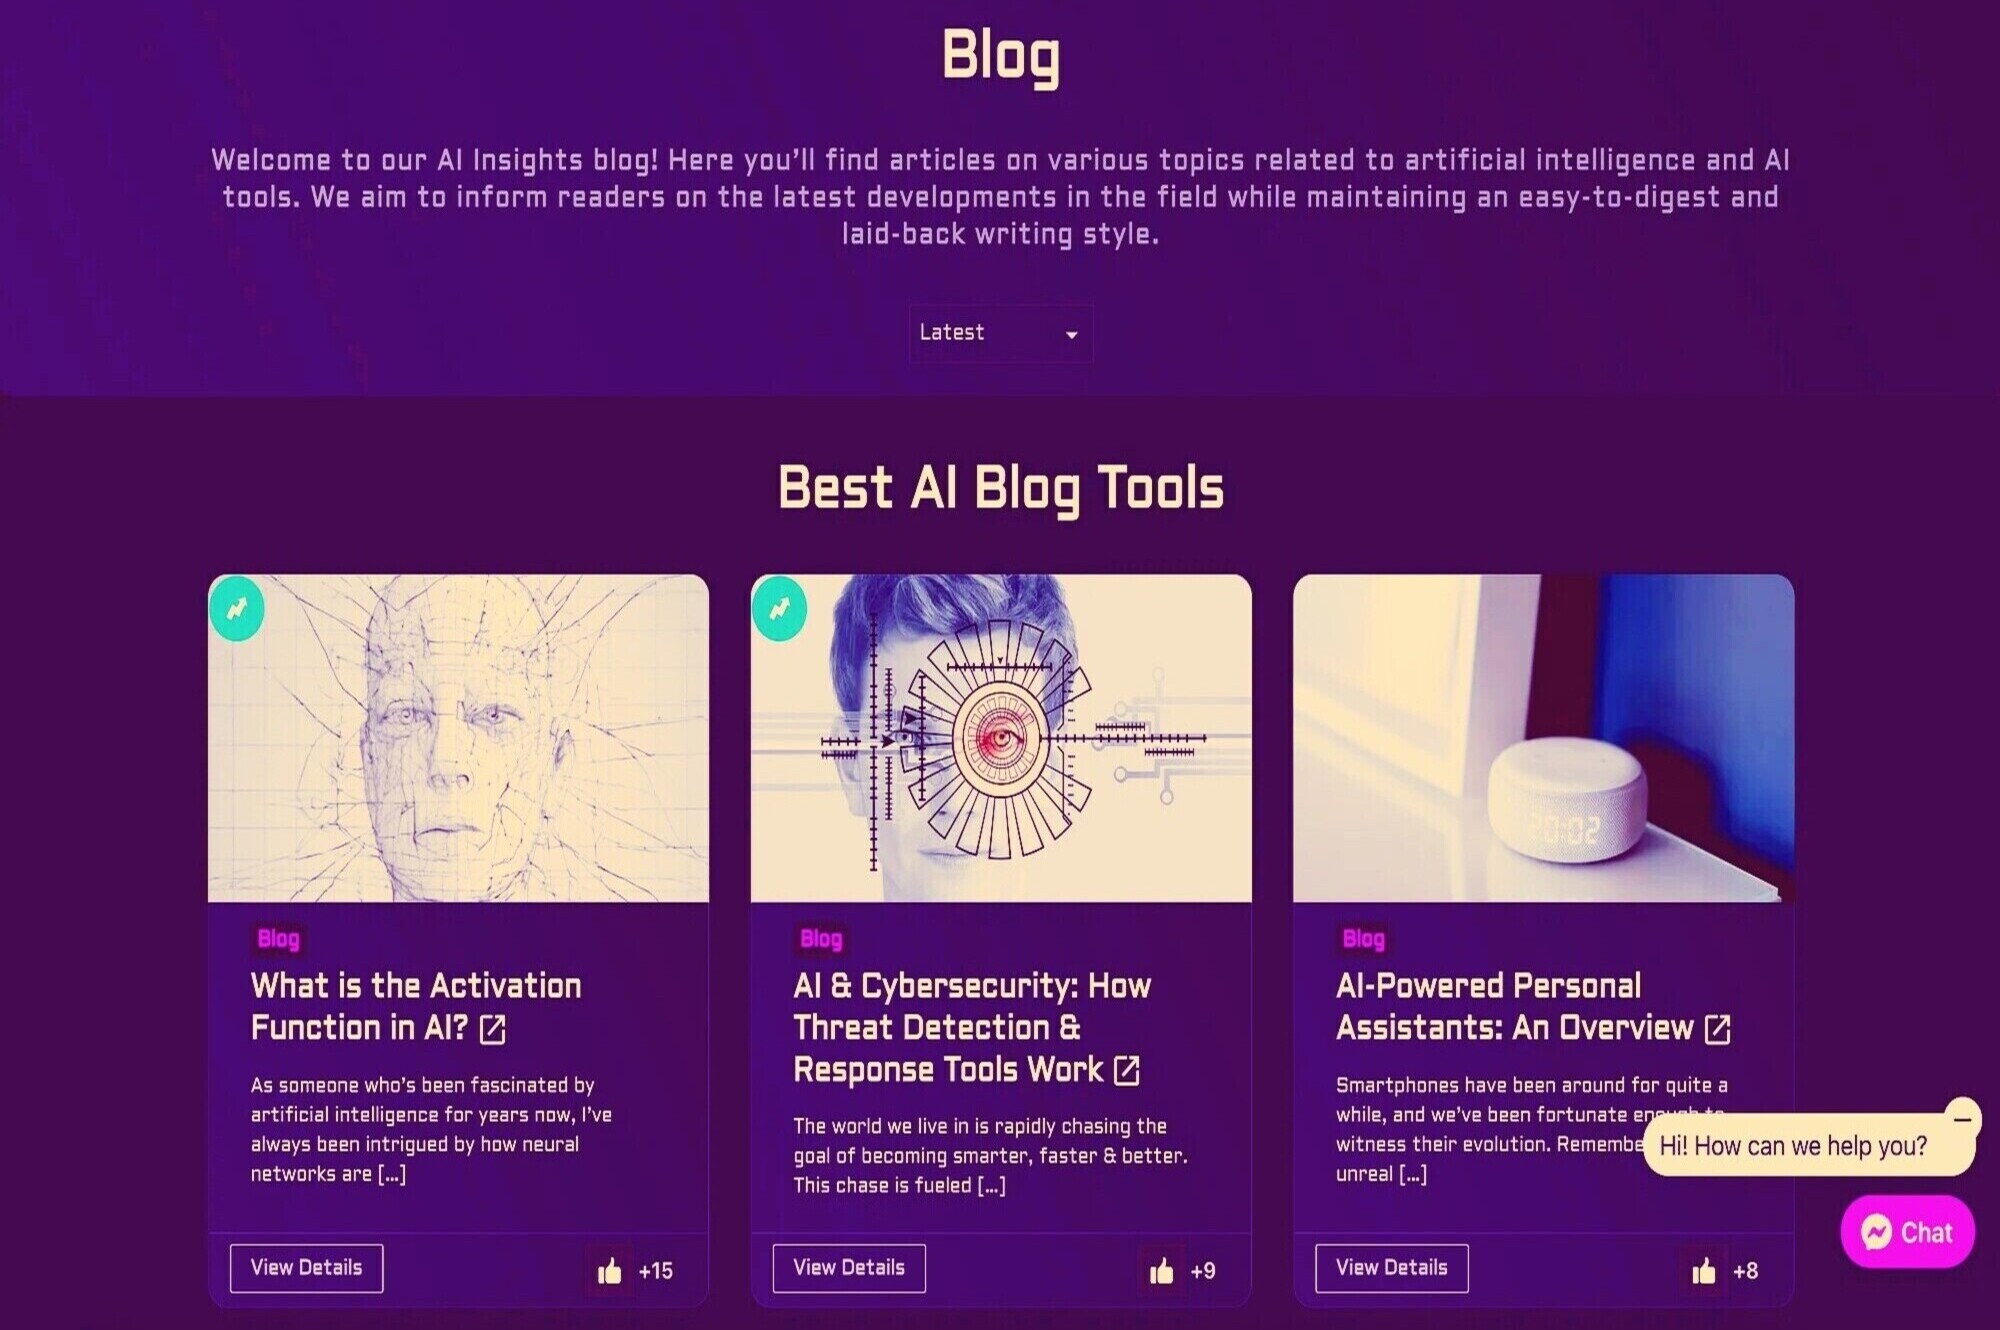 Blog
Welcome to our AI Insights blog! Here you'll find articles on various topics related to artificial intelligence and AI
tools. We aim to inform readers on the latest developments in the field while maintaining an easy-to-digest and
laid-back writing style.
Latest
Best AI Blog Tools
Blog
What is the Activation
Function in AI?
As someone who's been fascinated by
artificial intelligence for years now, I've
always been intrigued by how neural
networks are [...]
View Details
+15
Blog
AI & Cybersecurity: How
Threat Detection &
Response Tools Work
The world we live in is rapidly chasing the
goal of becoming smarter, faster & better.
This chase is fueled [...]
View Details
+9
20:02
Blog
AI-Powered Personal
Assistants: An Overview
Smartphones have been around for quite a
while, and we've been fortunate enough to
witness their evolution. Remembe
unreal [...]
View Details
+8
Hi! How can we help you?
Chat